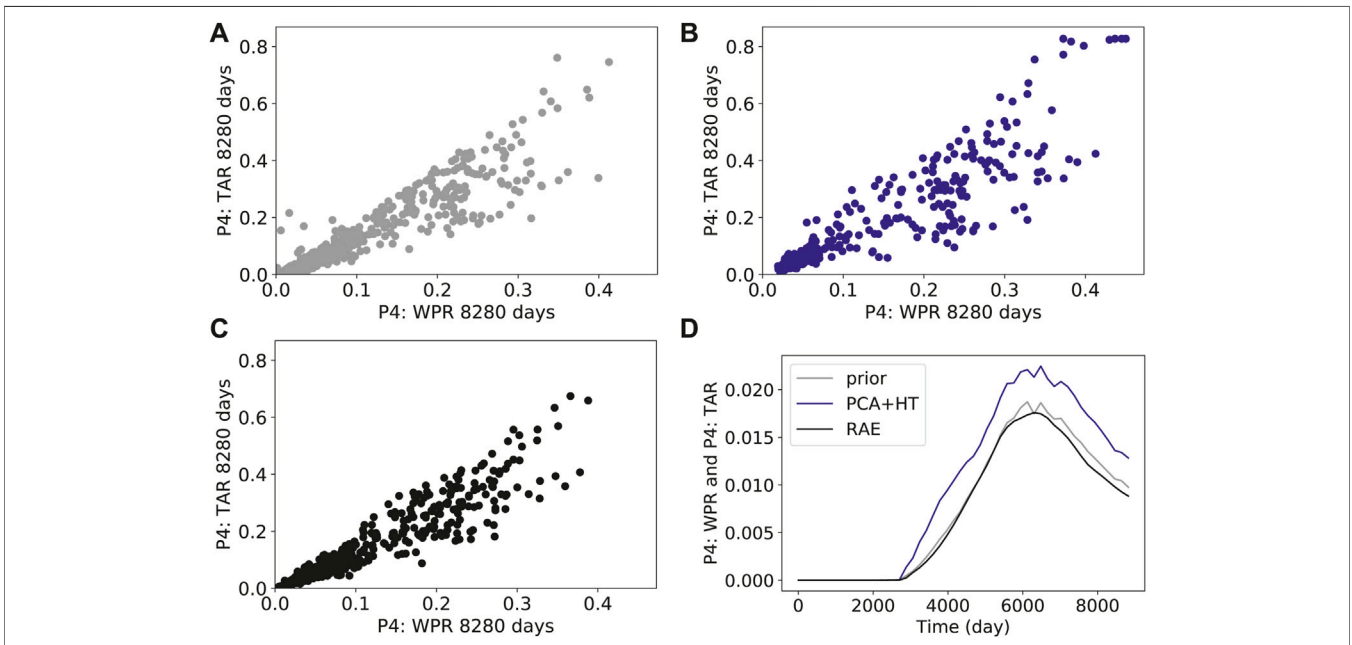 A
P4: TAR 8280 days
0.8
0.6
0.4
0.2
0.0
0.0 0.1 0.2 0.3 0.4
P4: WPR 8280 days
B
P4: TAR 8280 days
0.8
0.6
0.4
0.2
0.0
0.0 0.1 0.2 0.3 0.4
P4: WPR 8280 days
C
P4: TAR 8280 days
0.8
0.6
0.4
0.2
0.0
0.0 0.1 0.2 0.3 0.4
P4: WPR 8280 days
D
P4: WPR and P4: TAR
0.020
0.015
0.010
0.005
0.000
prior
PCA+HT
RAE
0 2000 4000 6000 8000
Time (day)